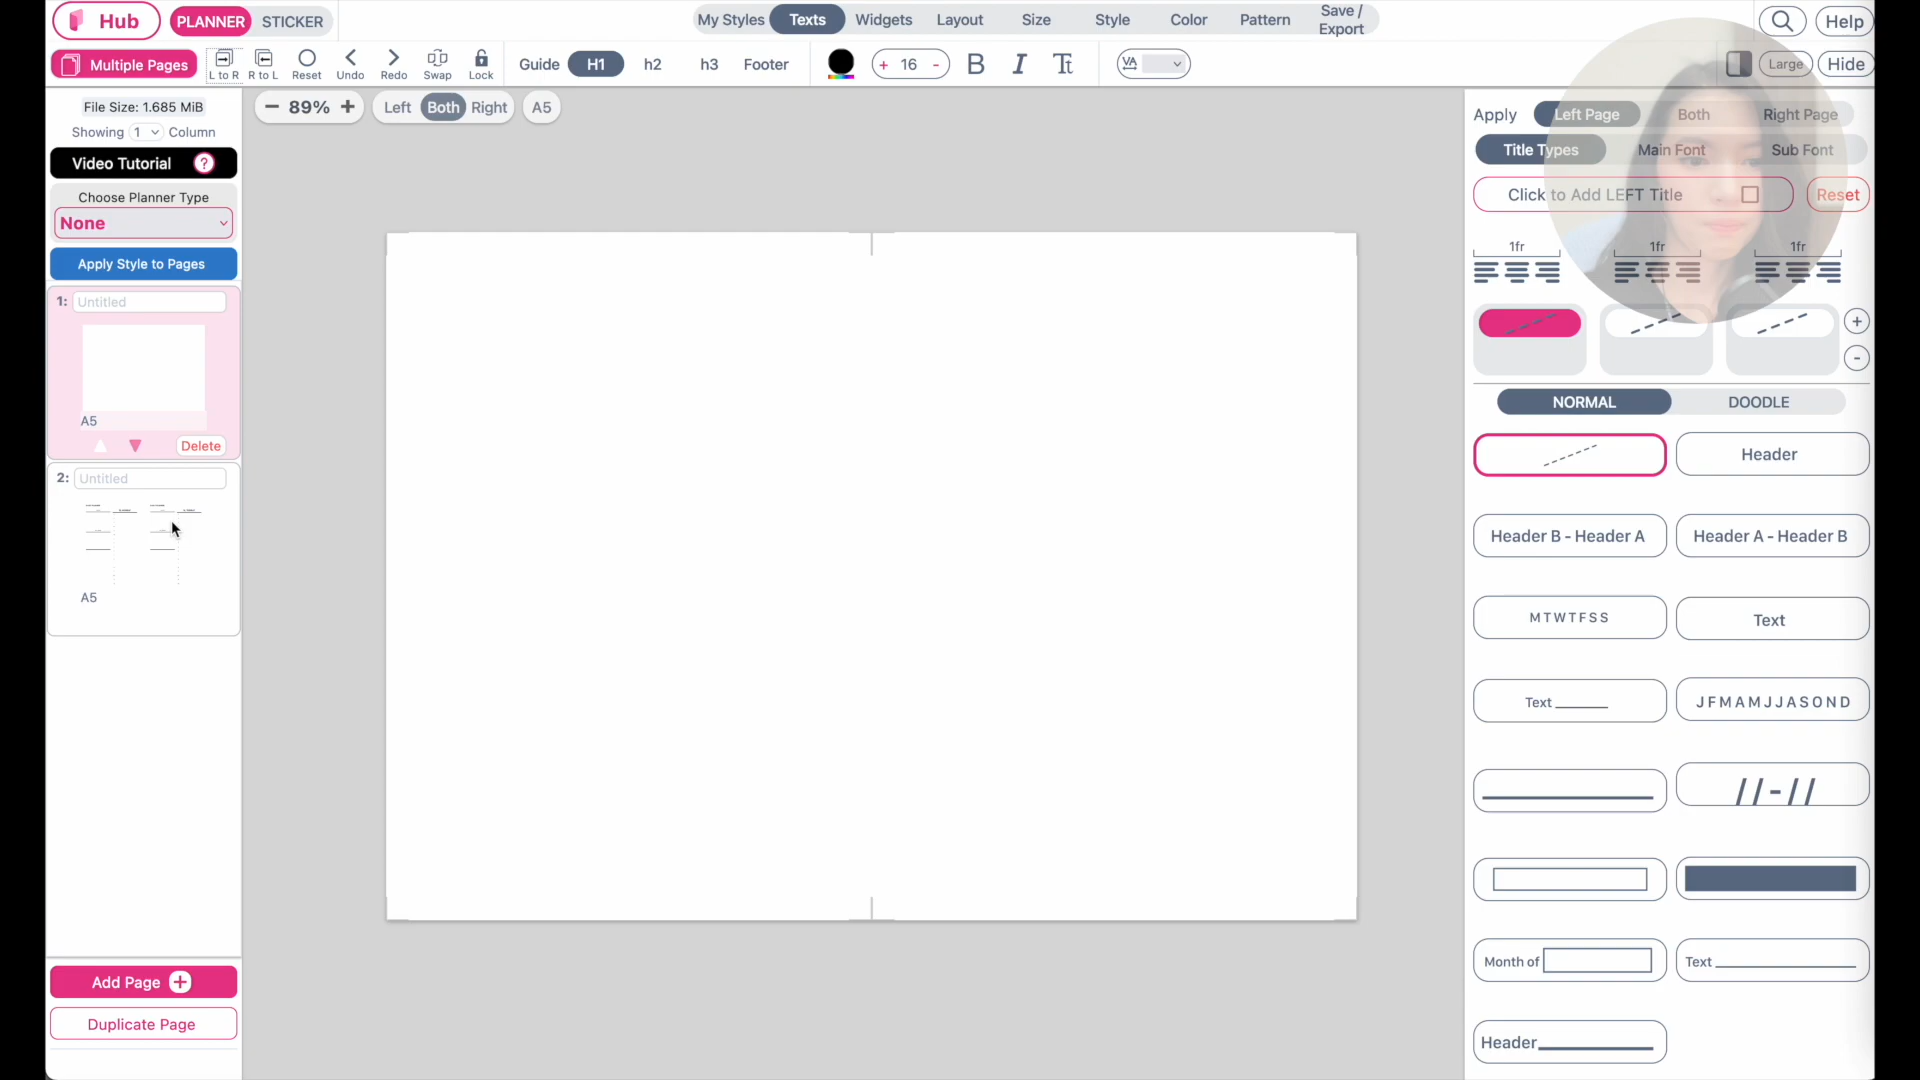 Hub
PLANNER
STICKER
My Styles
Texts
Widgets
Layout
Size
Style
Color
Pattern
Save /
Export
Help
Multiple Pages
L to R
R to L
Reset
Undo
Redo
Swap
Lock
Guide
H1
h2
h3
Footer
+ 16 -
B
I
Tt
VA
Large
Hide
File Size: 1.685 MiB
Showing 1 Column
Video Tutorial ?
Choose Planner Type
None
Apply Style to Pages
1: Untitled
A5
Delete
2: Untitled
A5
Add Page +
Duplicate Page
− 89% +
Left
Both
Right
A5
Apply
Left Page
Both
Right Page
Title Types
Main Font
Sub Font
Click to Add LEFT Title
Reset
1fr
1fr
1fr
+
-
NORMAL
DOODLE
Header
Header B - Header A
Header A - Header B
M T W T F S S
Text
Text ______
J F M A M J J A S O N D
//-//
Month of
Text ______
Header______